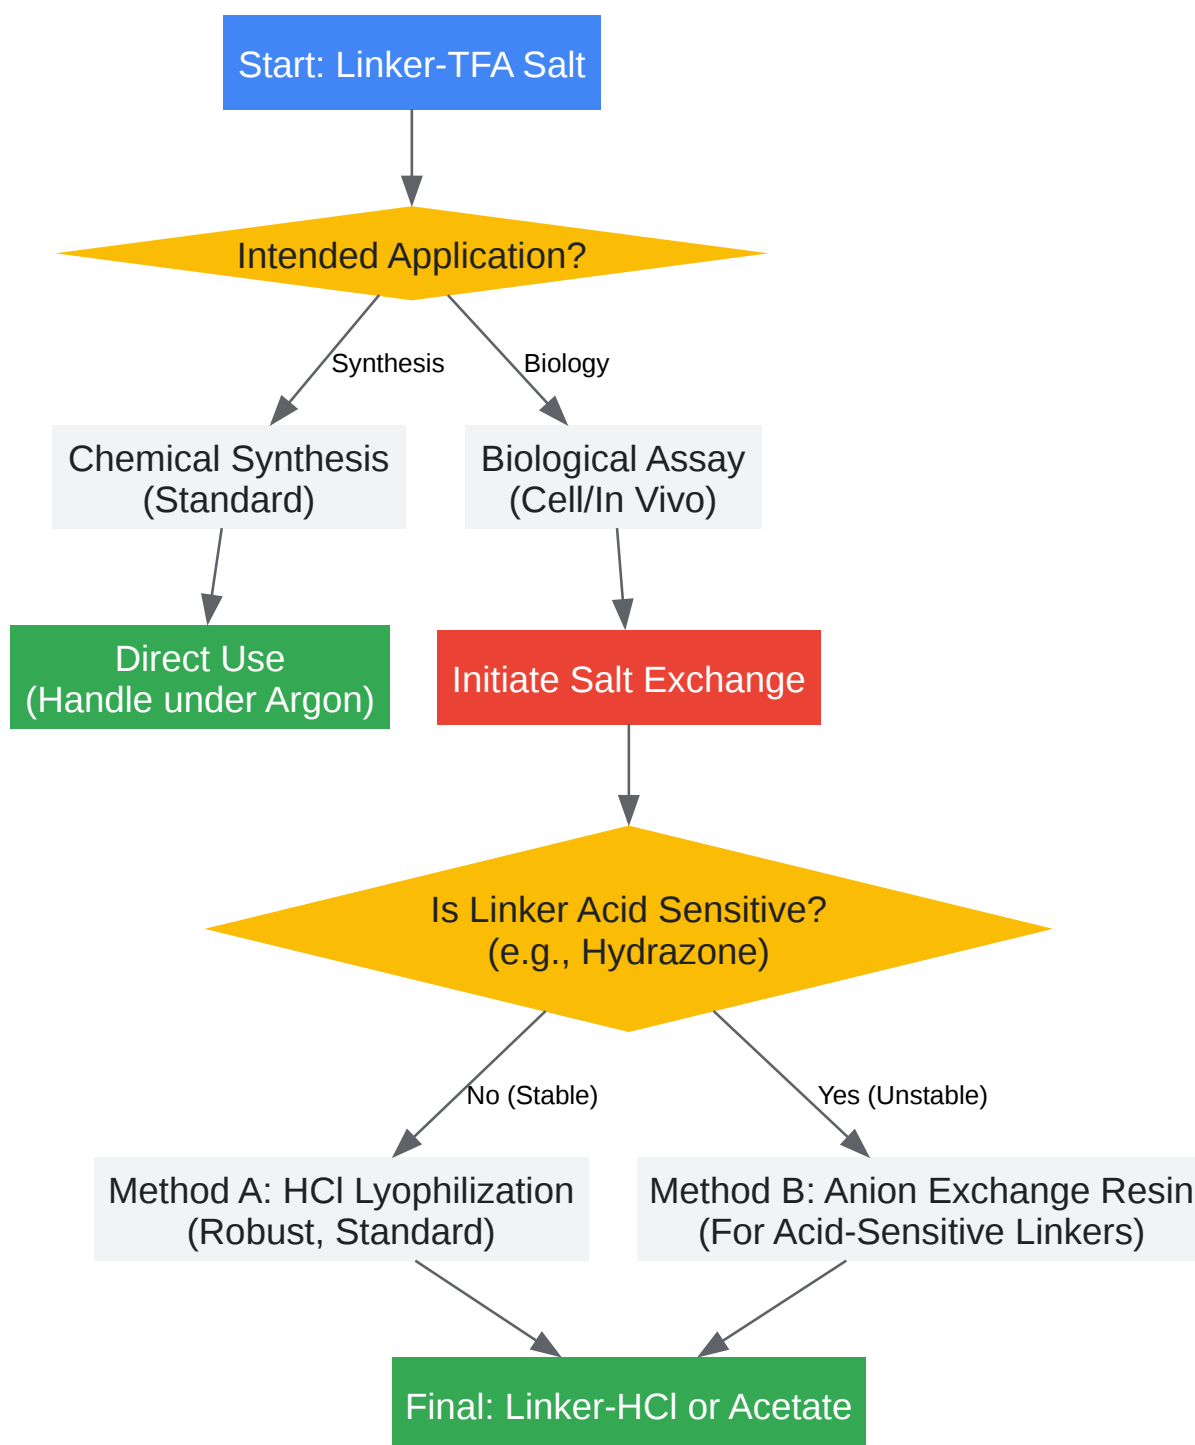 Start: Linker-TFA Salt
Intended Application?
Synthesis
Biology
Chemical Synthesis
(Standard)
Biological Assay
(Cell/In Vivo)
Direct Use
(Handle under Argon)
Initiate Salt Exchange
Is Linker Acid Sensitive?
(e.g., Hydrazone)
No (Stable)
Yes (Unstable)
Method A: HCl Lyophilization
(Robust, Standard)
Method B: Anion Exchange Resin
(For Acid-Sensitive Linkers)
Final: Linker-HCl or Acetate